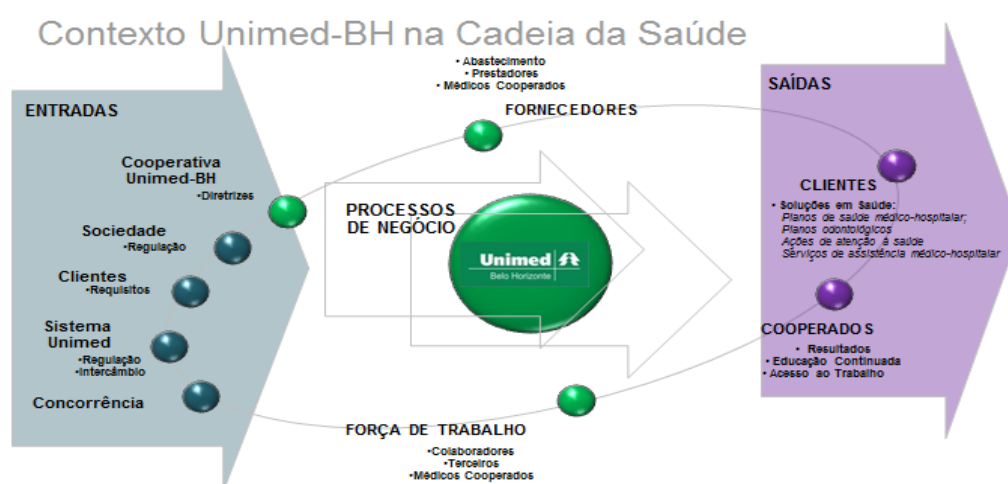 Contexto Unimed-BH na Cadeia da Saúde
ENTRADAS
Cooperativa
Unimed-BH
•Diretrizes
Sociedade
•Regulação
Clientes
•Requisitos
Sistema
Unimed
•Regulação
•Intercâmbio
Concorrência
• Abastecimento
• Prestadores
• Médicos Cooperados
FORNECEDORES
PROCESSOS
DE NEGÓCIO
Unimed
Belo Horizonte
FORÇA DE TRABALHO
•Colaboradores
•Terceiros
•Médicos Cooperados
SAÍDAS
CLIENTES
• Soluções em Saúde:
Planos de saúde médico-hospitalar;
Planos odontológicos
Ações de atenção à saúde
Serviços de assistência médico-hospitalar
COOPERADOS
• Resultados
• Educação Continuada
• Acesso ao Trabalho